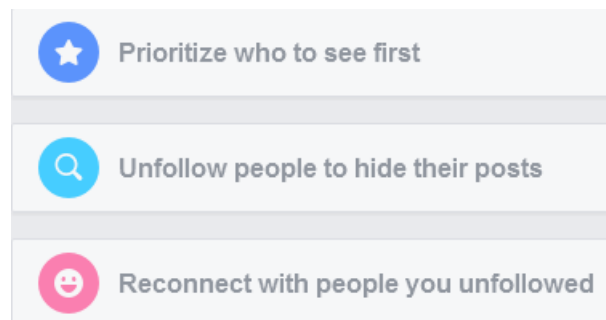 Prioritize who to see first
Unfollow people to hide their posts
Reconnect with people you unfollowed